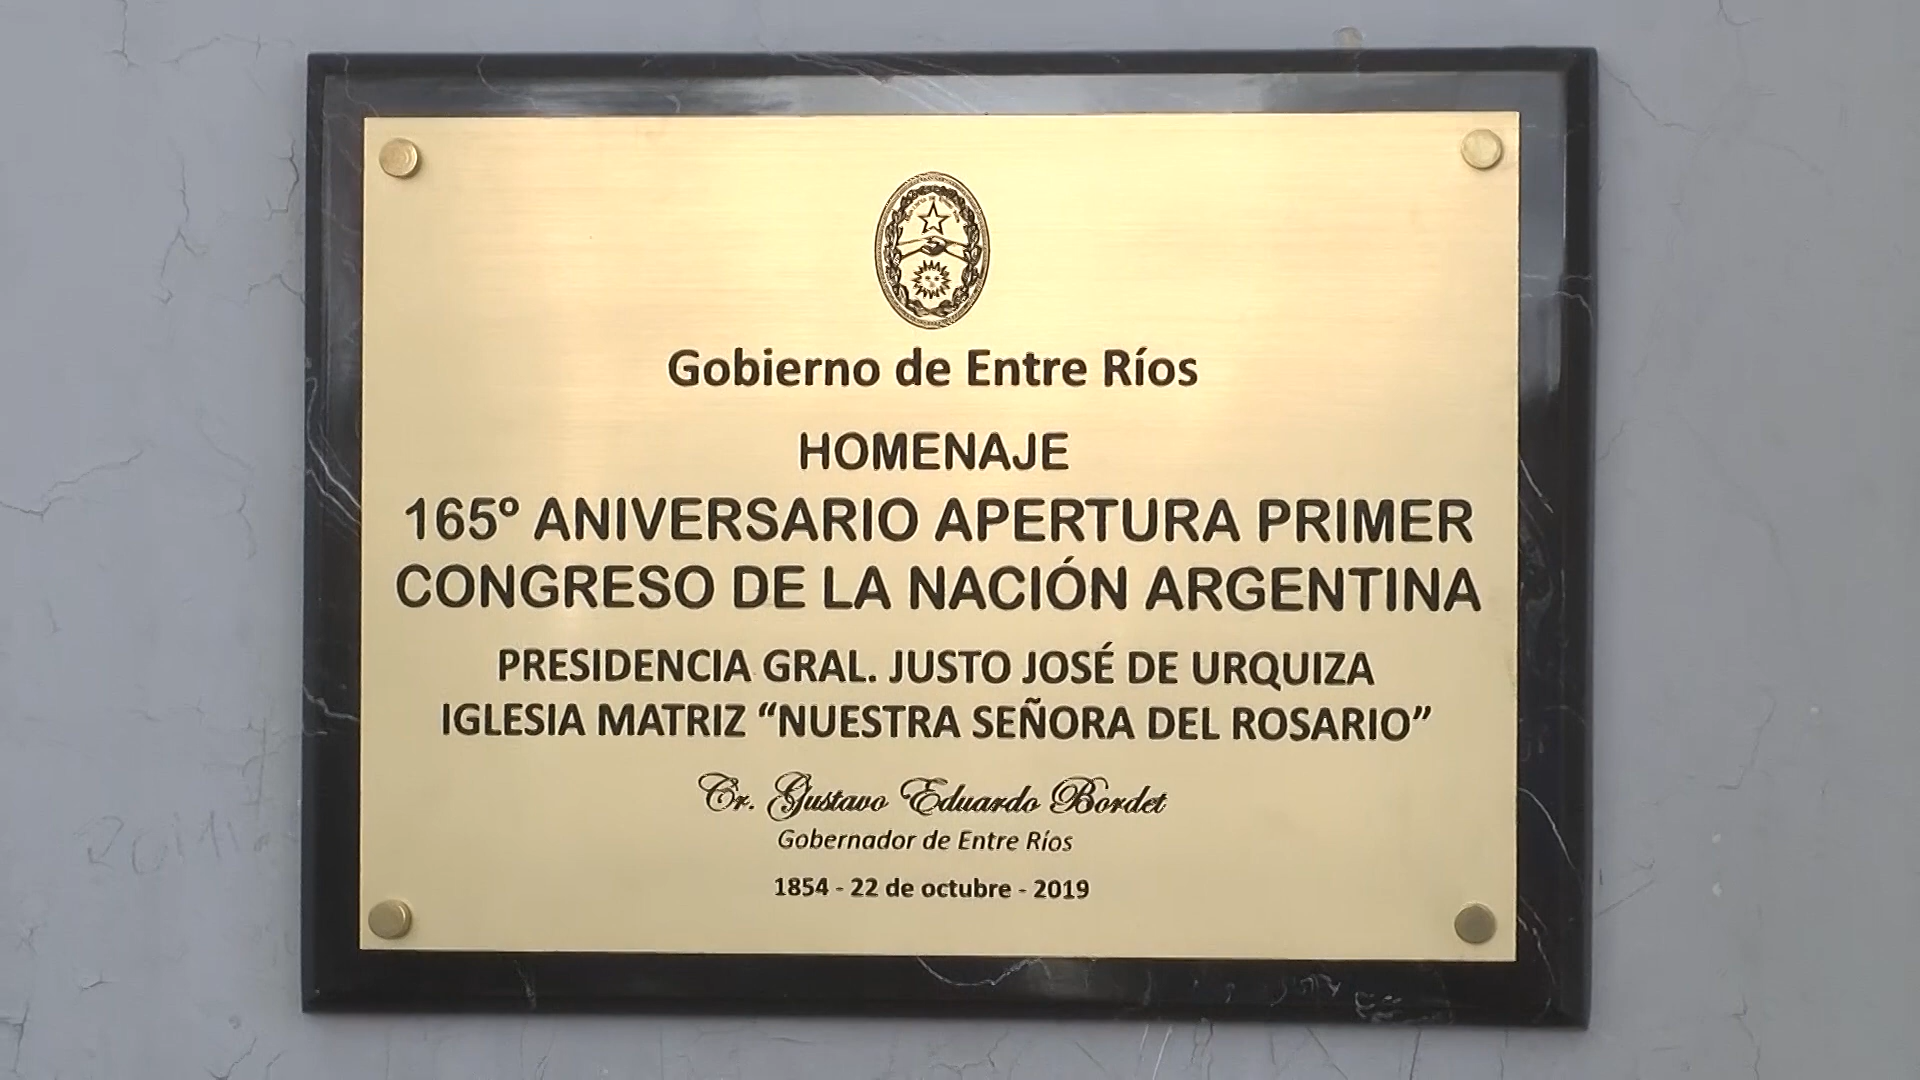 Gobierno de Entre Ríos
HOMENAJE
165º ANIVERSARIO APERTURA PRIMER
CONGRESO DE LA NACIÓN ARGENTINA
PRESIDENCIA GRAL. JUSTO JOSÉ DE URQUIZA
IGLESIA MATRIZ “NUESTRA SEÑORA DEL ROSARIO”
Cr. Gustavo Eduardo Bordet
Gobernador de Entre Ríos
1854 - 22 de octubre - 2019